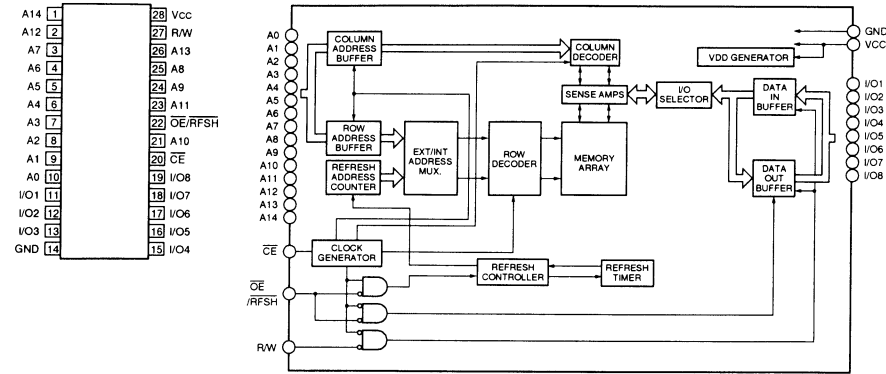 A14 1
A12 2
A7 3
A6 4
A5 5
A4 6
A3 7
A2 8
A1 9
A0 10
I/O1 11
I/O2 12
I/O3 13
GND 14
28 Vcc
27 R/W
26 A13
25 A8
24 A9
23 A11
22 OE/RFSH
21 A10
20 CE
19 I/O8
18 I/O7
17 I/O6
16 I/O5
15 I/O4
A0
A1
A2
A3
A4
A5
A6
A7
A8
A9
A10
A11
A12
A13
A14
CE
OE
/RFSH
R/W
COLUMN
ADDRESS
BUFFER
ROW
ADDRESS
BUFFER
REFRESH
ADDRESS
COUNTER
EXT/INT
ADDRESS
MUX.
CLOCK
GENERATOR
ROW
DECODER
COLUMN
DECODER
SENSE AMPS
MEMORY
ARRAY
REFRESH
CONTROLLER
REFRESH
TIMER
I/O
SELECTOR
VDD GENERATOR
DATA
IN
BUFFER
DATA
OUT
BUFFER
GND
VCC
I/O1
I/O2
I/O3
I/O4
I/O5
I/O6
I/O7
I/O8